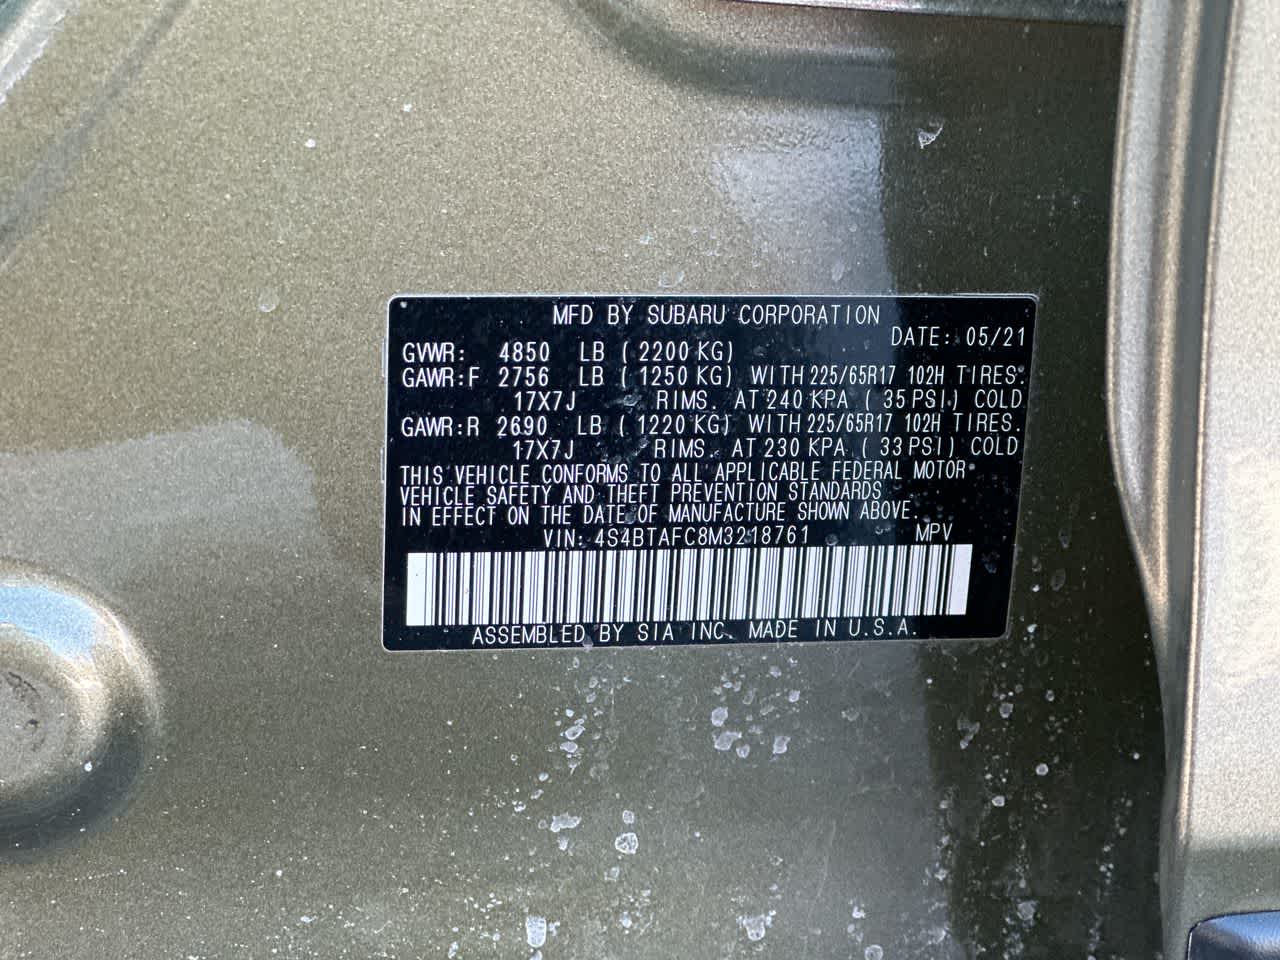 MFD BY SUBARU CORPORATION
DATE: 05/21
GVWR: 4850 LB (2200 KG)
GAWR:F 2756 LB (1250 KG) WITH 225/65R17 102H TIRES.
17X7J RIMS. AT 240 KPA (35 PSI) COLD
GAWR:R 2690 LB (1220 KG) WITH 225/65R17 102H TIRES.
17X7J RIMS. AT 230 KPA (33 PSI) COLD
THIS VEHICLE CONFORMS TO ALL APPLICABLE FEDERAL MOTOR
VEHICLE SAFETY AND THEFT PREVENTION STANDARDS
IN EFFECT ON THE DATE OF MANUFACTURE SHOWN ABOVE.
VIN: 4S4BTAFC8M3218761 MPV
ASSEMBLED BY SIA INC. MADE IN U.S.A.